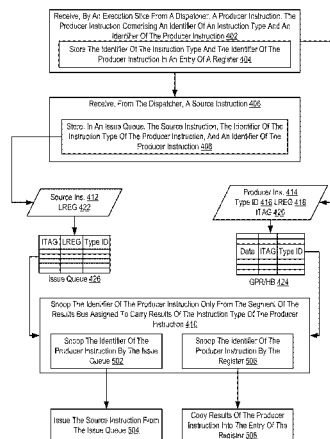 Receive, By An Execution Slice From A Dispatcher, A Producer Instruction, The
Producer Instruction Comprising An Identifier Of An Instruction Type And An
Identifier Of The Producer Instruction 402
Store The Identifier Of The Instruction Type And The Identifier Of The
Producer Instruction In An Entry Of A Register 404
Receive, From The Dispatcher, A Source Instruction 406
Store, In An Issue Queue, The Source Instruction, The Identifier Of The
Instruction Type Of The Producer Instruction, And An Identifier Of The
Producer Instruction 408
Source Ins. 412
LREG 422
Producer Ins. 414
Type ID 416 LREG 418
ITAG 420
ITAG LREG Type ID
Issue Queue 426
Data ITAG Type ID
GPR/HB 424
Snoop The Identifier Of The Producer Instruction Only From The Segment Of The
Results Bus Assigned To Carry Results Of The Instruction Type Of The Producer
Instruction 410
Snoop The Identifier Of The
Producer Instruction By The Issue
Queue 502
Snoop The Identifier Of The
Producer Instruction By The
Register 506
Issue The Source Instruction From
The Issue Queue 504
Copy Results Of The Producer
Instruction Into The Entry Of The
Register 508